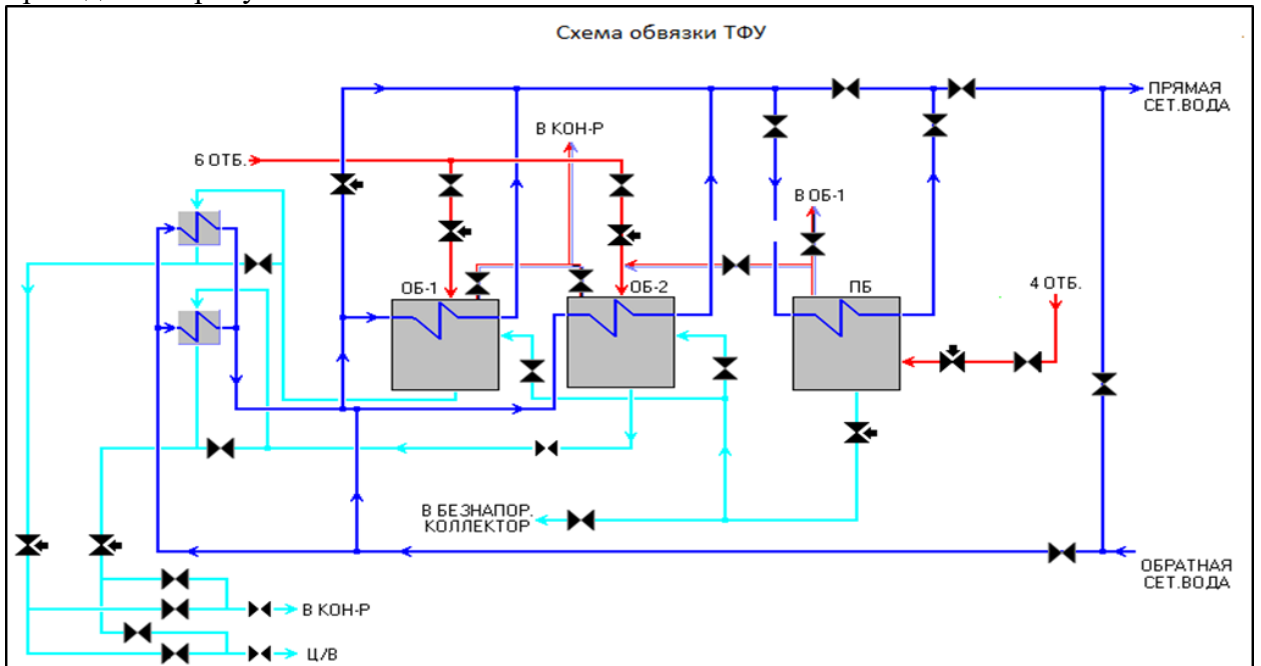 Схема обвязки ТФУ
ПРЯМАЯ
СЕТ.ВОДА
В КОН-Р
6 ОТБ.
В ОБ-1
ОБ-1
ОБ-2
ПБ
4 ОТБ.
В БЕЗНАПОР.
КОЛЛЕКТОР
ОБРАТНАЯ
СЕТ.ВОДА
В КОН-Р
Ц/В